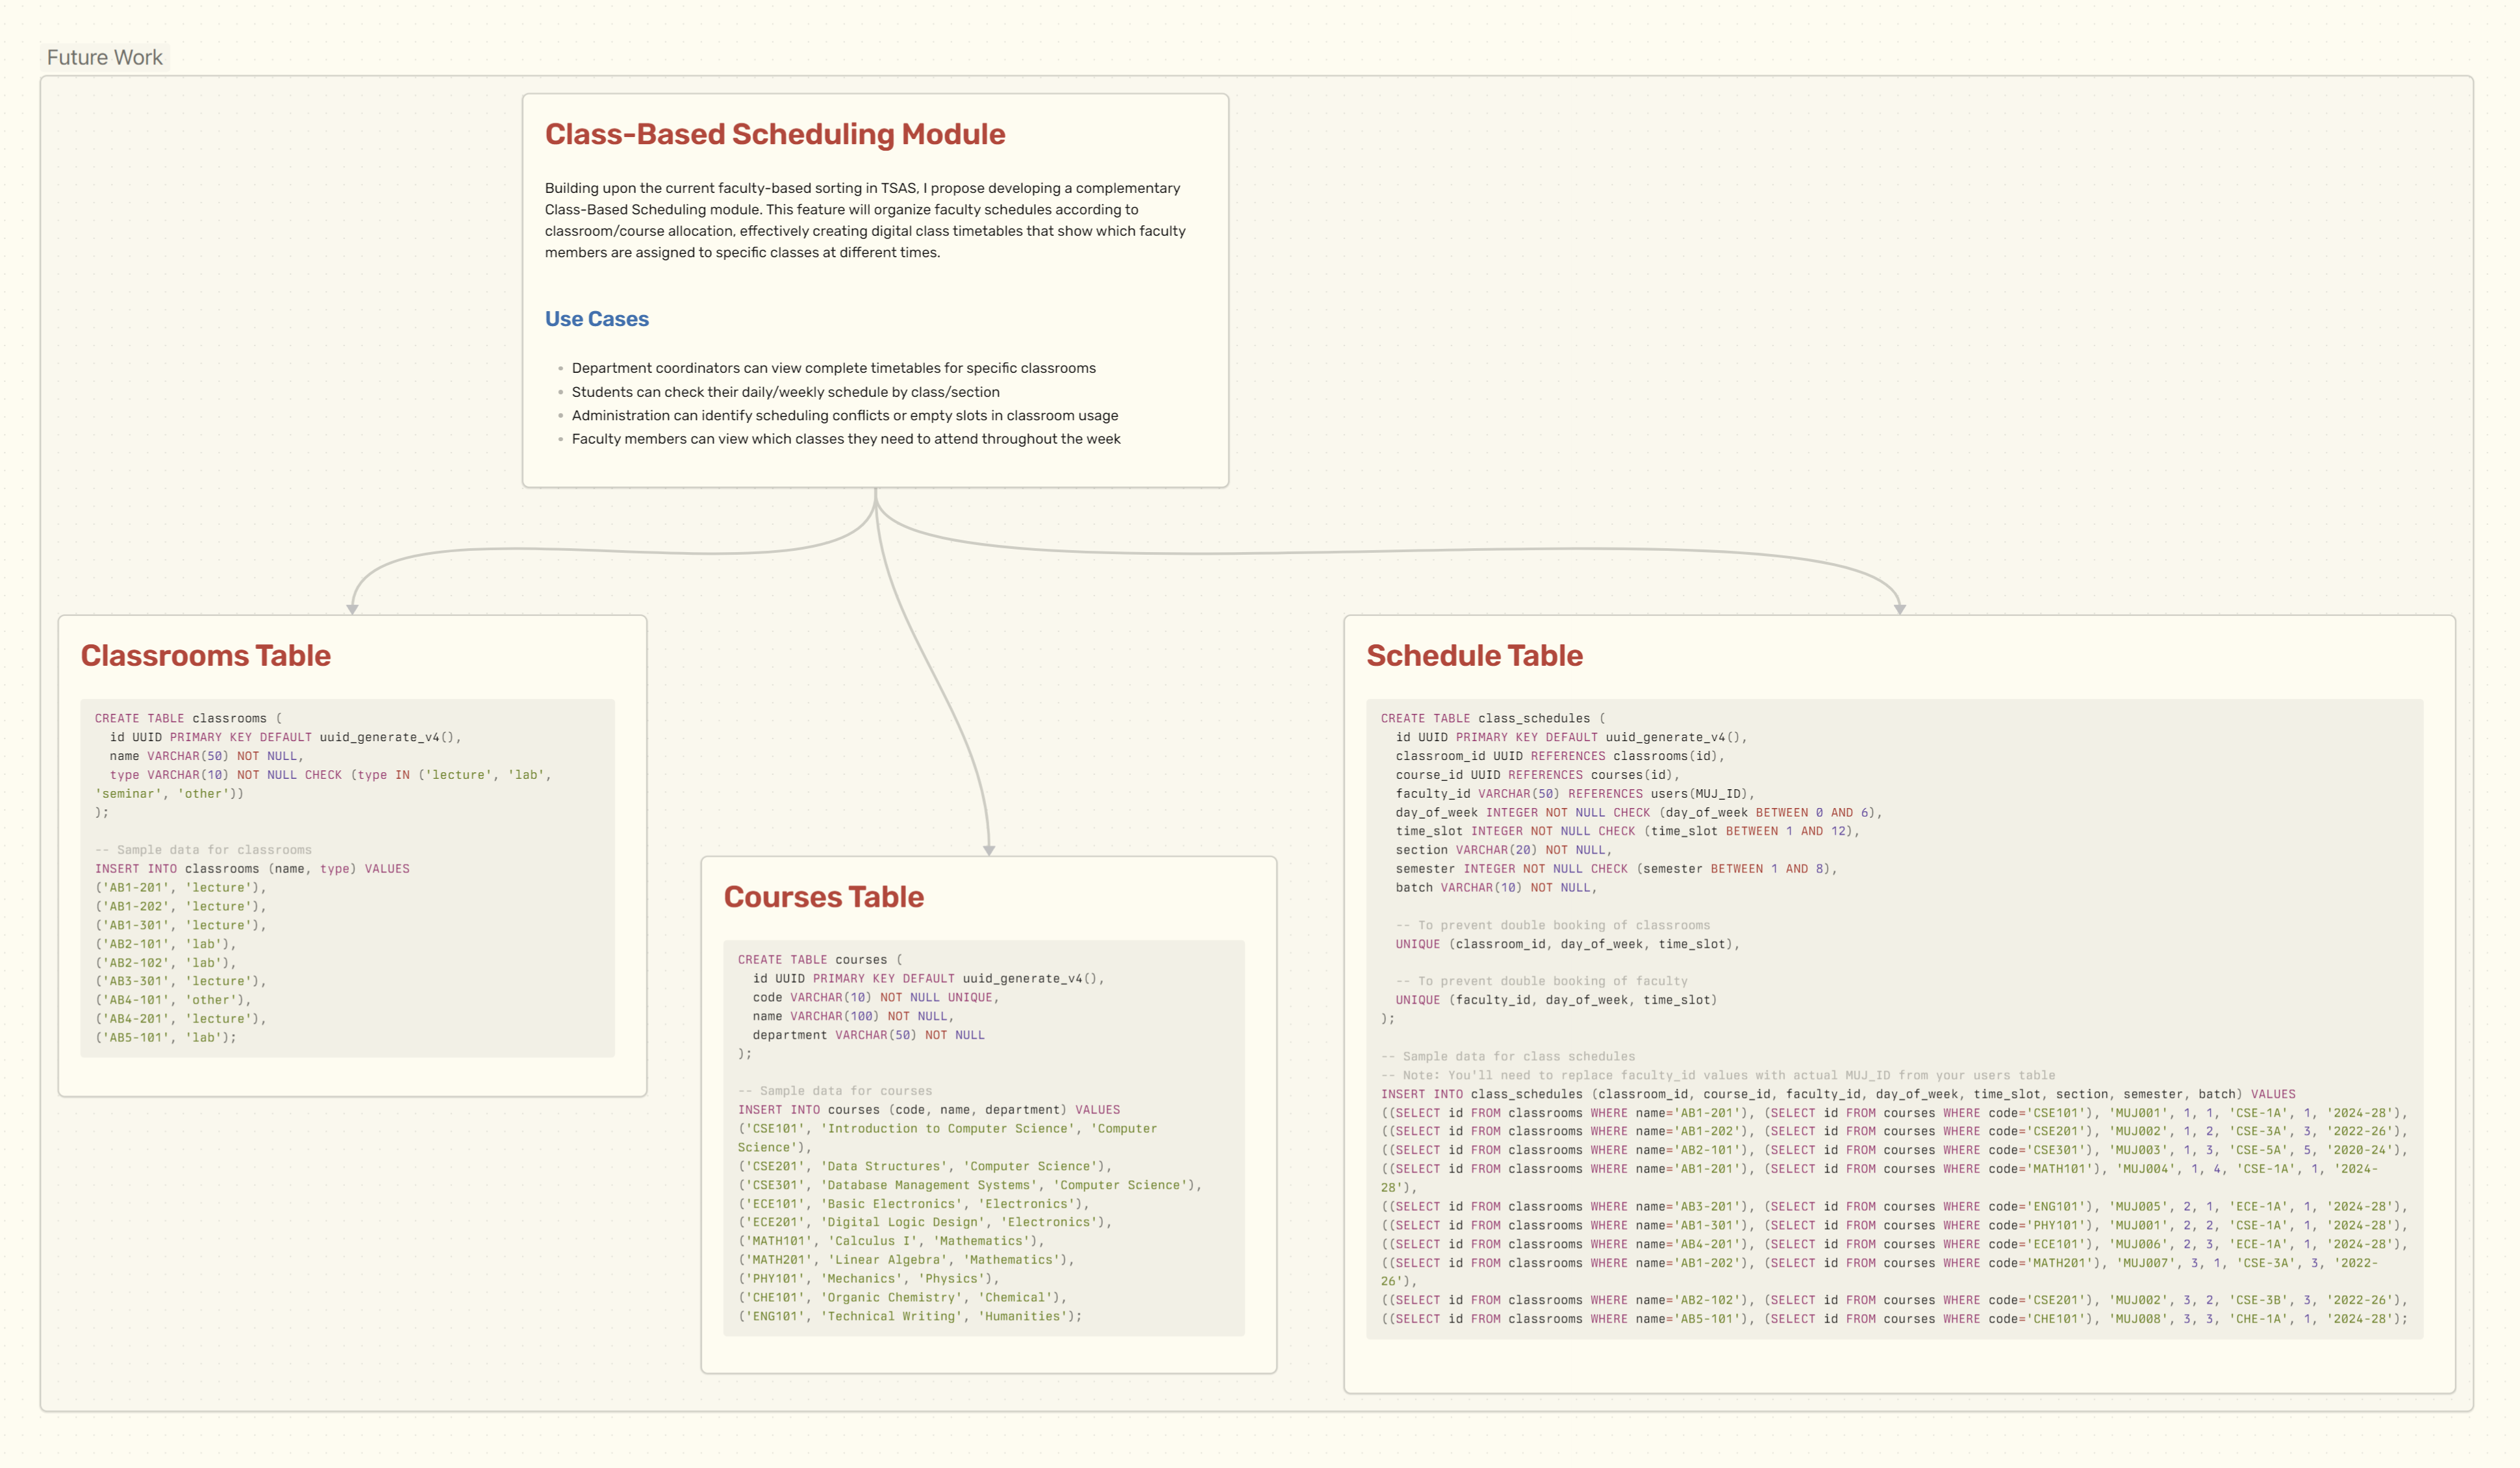 Future Work
Class-Based Scheduling Module
Building upon the current faculty-based sorting in TSAS, I propose developing a complementary
Class-Based Scheduling module. This feature will organize faculty schedules according to
classroom/course allocation, effectively creating digital class timetables that show which faculty
members are assigned to specific classes at different times.
Use Cases
Department coordinators can view complete timetables for specific classrooms
Students can check their daily/weekly schedule by class/section
Administration can identify scheduling conflicts or empty slots in classroom usage
Faculty members can view which classes they need to attend throughout the week
Classrooms Table
CREATE TABLE classrooms (
id UUID PRIMARY KEY DEFAULT uuid_generate_v4(),
name VARCHAR(50) NOT NULL,
type VARCHAR(10) NOT NULL CHECK (type IN ('lecture', 'lab',
'seminar', 'other'))
);
-- Sample data for classrooms
INSERT INTO classrooms (name, type) VALUES
('AB1-201', 'lecture'),
('AB1-202', 'lecture'),
('AB1-301', 'lecture'),
('AB2-101', 'lab'),
('AB2-102', 'lab'),
('AB3-301', 'lecture'),
('AB4-101', 'other'),
('AB4-201', 'lecture'),
('AB5-101', 'lab');
Courses Table
CREATE TABLE courses (
id UUID PRIMARY KEY DEFAULT uuid_generate_v4(),
code VARCHAR(10) NOT NULL UNIQUE,
name VARCHAR(100) NOT NULL,
department VARCHAR(50) NOT NULL
);
-- Sample data for courses
INSERT INTO courses (code, name, department) VALUES
('CSE101', 'Introduction to Computer Science', 'Computer
Science'),
('CSE201', 'Data Structures', 'Computer Science'),
('CSE301', 'Database Management Systems', 'Computer Science'),
('ECE101', 'Basic Electronics', 'Electronics'),
('ECE201', 'Digital Logic Design', 'Electronics'),
('MATH101', 'Calculus I', 'Mathematics'),
('MATH201', 'Linear Algebra', 'Mathematics'),
('PHY101', 'Mechanics', 'Physics'),
('CHE101', 'Organic Chemistry', 'Chemical'),
('ENG101', 'Technical Writing', 'Humanities');
Schedule Table
CREATE TABLE class_schedules (
id UUID PRIMARY KEY DEFAULT uuid_generate_v4(),
classroom_id UUID REFERENCES classrooms(id),
course_id UUID REFERENCES courses(id),
faculty_id VARCHAR(50) REFERENCES users(MUJ_ID),
day_of_week INTEGER NOT NULL CHECK (day_of_week BETWEEN 0 AND 6),
time_slot INTEGER NOT NULL CHECK (time_slot BETWEEN 1 AND 12),
section VARCHAR(20) NOT NULL,
semester INTEGER NOT NULL CHECK (semester BETWEEN 1 AND 8),
batch VARCHAR(10) NOT NULL,
-- To prevent double booking of classrooms
UNIQUE (classroom_id, day_of_week, time_slot),
-- To prevent double booking of faculty
UNIQUE (faculty_id, day_of_week, time_slot)
);
-- Sample data for class schedules
-- Note: You'll need to replace faculty_id values with actual MUJ_ID from your users table
INSERT INTO class_schedules (classroom_id, course_id, faculty_id, day_of_week, time_slot, section, semester, batch) VALUES
((SELECT id FROM classrooms WHERE name='AB1-201'), (SELECT id FROM courses WHERE code='CSE101'), 'MUJ001', 1, 1, 'CSE-1A', 1, '2024-28'),
((SELECT id FROM classrooms WHERE name='AB1-202'), (SELECT id FROM courses WHERE code='CSE201'), 'MUJ002', 1, 2, 'CSE-3A', 3, '2022-26'),
((SELECT id FROM classrooms WHERE name='AB2-101'), (SELECT id FROM courses WHERE code='CSE301'), 'MUJ003', 1, 3, 'CSE-5A', 5, '2020-24'),
((SELECT id FROM classrooms WHERE name='AB1-201'), (SELECT id FROM courses WHERE code='MATH101'), 'MUJ004', 1, 4, 'CSE-1A', 1, '2024-
28'),
((SELECT id FROM classrooms WHERE name='AB3-201'), (SELECT id FROM courses WHERE code='ENG101'), 'MUJ005', 2, 1, 'ECE-1A', 1, '2024-28'),
((SELECT id FROM classrooms WHERE name='AB1-301'), (SELECT id FROM courses WHERE code='PHY101'), 'MUJ001', 2, 2, 'CSE-1A', 1, '2024-28'),
((SELECT id FROM classrooms WHERE name='AB4-201'), (SELECT id FROM courses WHERE code='ECE101'), 'MUJ006', 2, 3, 'ECE-1A', 1, '2024-28'),
((SELECT id FROM classrooms WHERE name='AB1-202'), (SELECT id FROM courses WHERE code='MATH201'), 'MUJ007', 3, 1, 'CSE-3A', 3, '2022-
26'),
((SELECT id FROM classrooms WHERE name='AB2-102'), (SELECT id FROM courses WHERE code='CSE201'), 'MUJ002', 3, 2, 'CSE-3B', 3, '2022-26'),
((SELECT id FROM classrooms WHERE name='AB5-101'), (SELECT id FROM courses WHERE code='CHE101'), 'MUJ008', 3, 3, 'CHE-1A', 1, '2024-28');